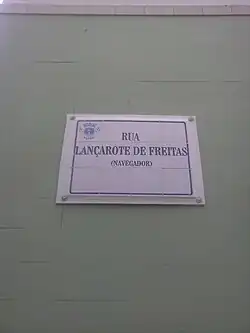 RUA
LANÇAROTE DE FREITAS
(NAVEGADOR)